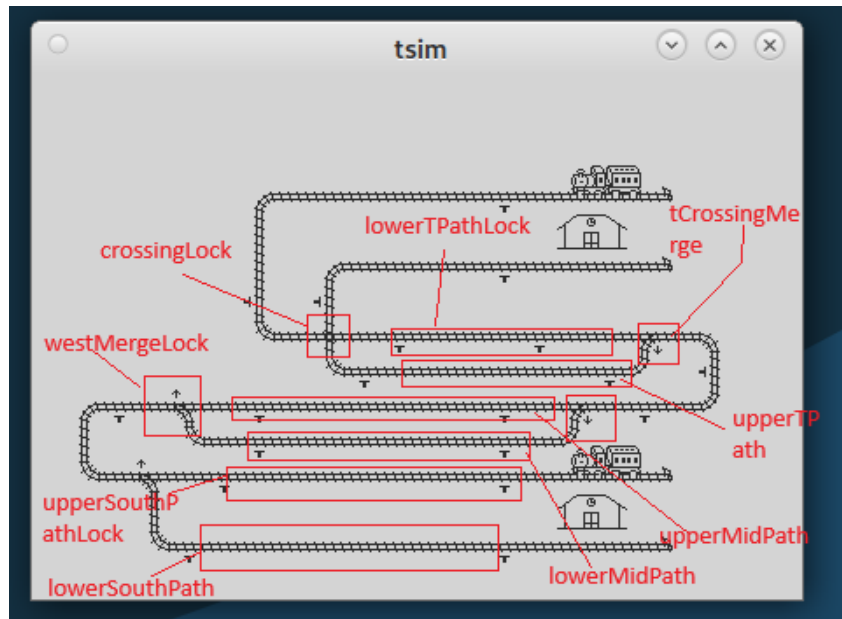 tsim
lowerTPathLock
tCrossingMe
rge
crossingLock
westMergeLock
upperTP
ath
upperSouthP
athLock
upperMidPath
lowerMidPath
lowerSouthPath